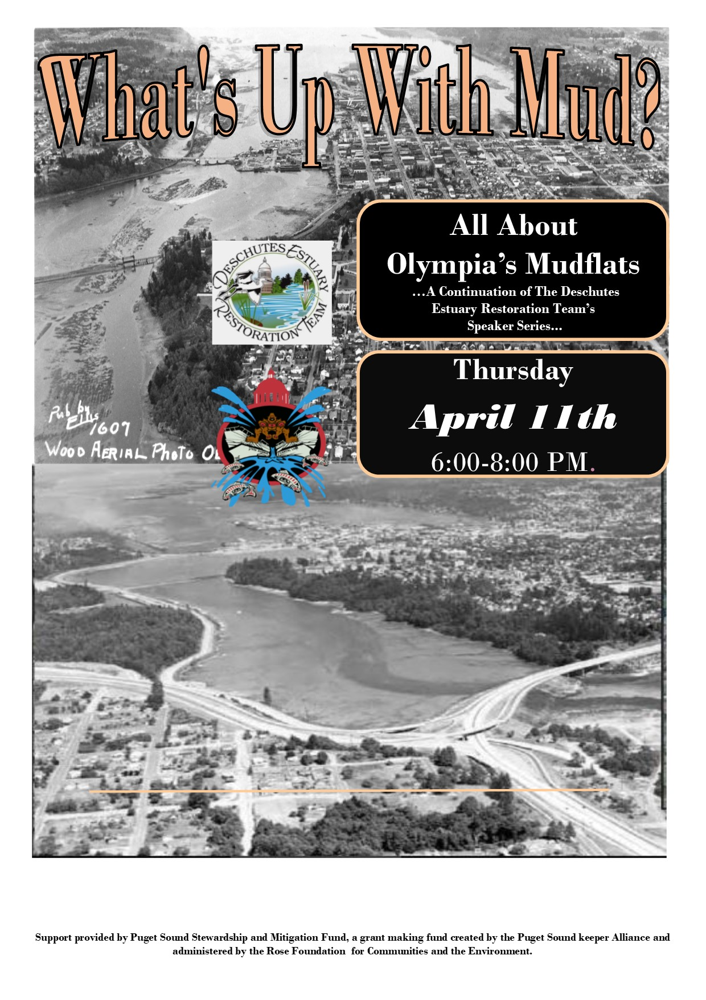 What's Up With Mud?
All About
Olympia’s Mudflats
…A Continuation of The Deschutes
Estuary Restoration Team’s
Speaker Series…
DESCHUTES ESTUARY
RESTORATION TEAM
Thursday
April 11th
6:00-8:00 PM.
Pub by
Ellis
1607
WOOD AERIAL PHOTO
Support provided by Puget Sound Stewardship and Mitigation Fund, a grant making fund created by the Puget Sound keeper Alliance and
administered by the Rose Foundation for Communities and the Environment.